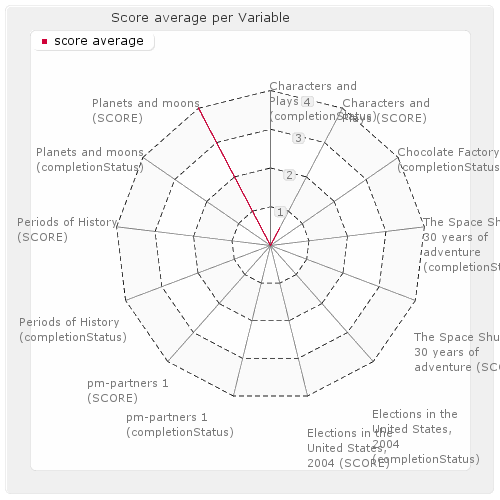 Score average per Variable
score average
Characters and
Plays
(completionStatus)
4
3
2
1
Characters and
Plays (SCORE)
Chocolate Factory
(completionStatus)
The Space Shu
30 years of
adventure
(completionSt
The Space Shu
30 years of
adventure (SCO
Elections in the
United States,
2004
(completionStatus)
Elections in the
United States,
2004 (SCORE)
pm-partners 1
(completionStatus)
pm-partners 1
(SCORE)
Periods of History
(completionStatus)
Periods of History
(SCORE)
Planets and moons
(completionStatus)
Planets and moons
(SCORE)